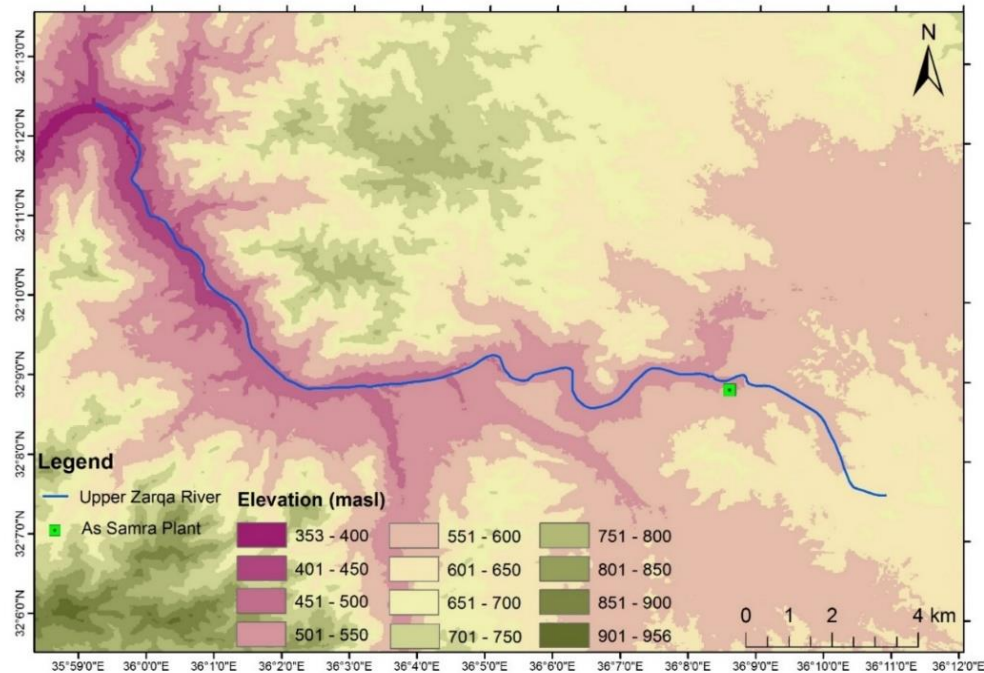 N
32°13'0"N
32°12'0"N
32°11'0"N
32°10'0"N
32°9'0"N
32°8'0"N
32°7'0"N
32°6'0"N
Legend
Upper Zarqa River
As Samra Plant
Elevation (masl)
353 - 400
401 - 450
451 - 500
501 - 550
551 - 600
601 - 650
651 - 700
701 - 750
751 - 800
801 - 850
851 - 900
901 - 956
0 1 2 4 km
35°59'0"E 36°0'0"E 36°1'0"E 36°2'0"E 36°3'0"E 36°4'0"E 36°5'0"E 36°6'0"E 36°7'0"E 36°8'0"E 36°9'0"E 36°10'0"E 36°11'0"E 36°12'0"E